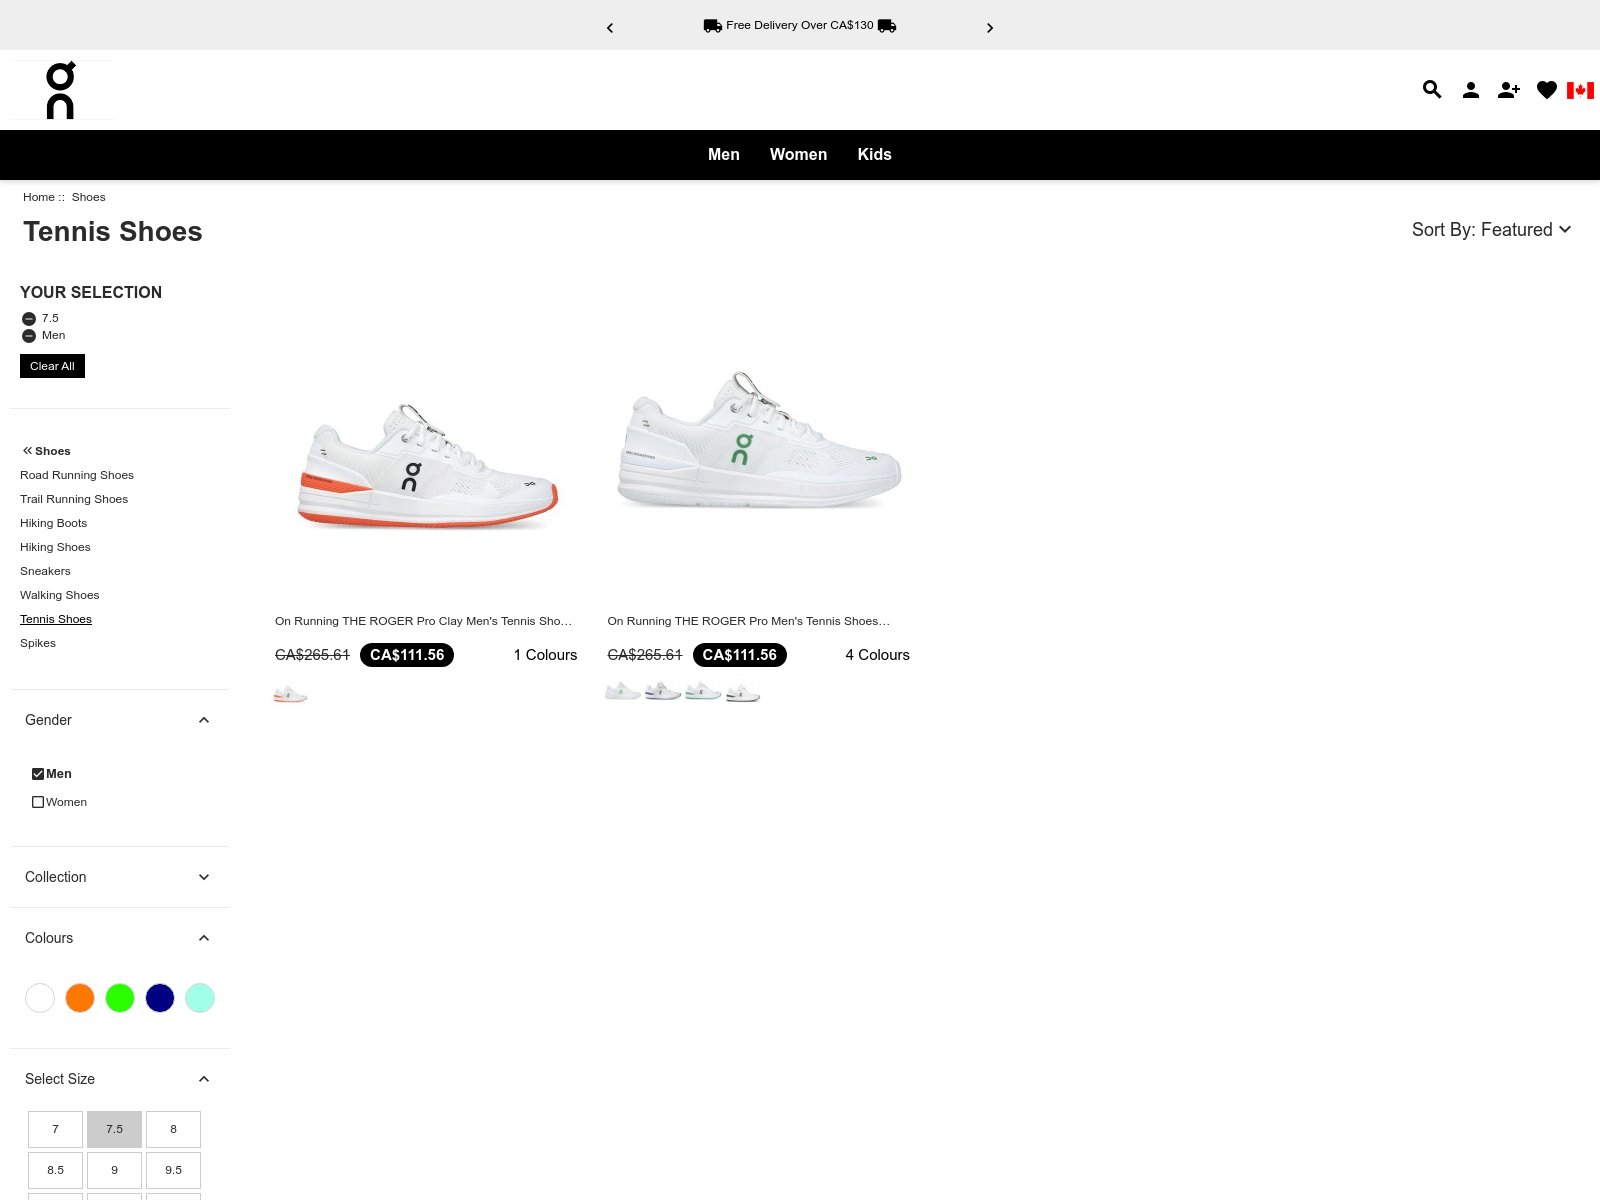 Free Delivery Over CA$130
Men Women Kids
Home :: Shoes
Tennis Shoes
Sort By: Featured
YOUR SELECTION
7.5
Men
Clear All
Shoes
Road Running Shoes
Trail Running Shoes
Hiking Boots
Hiking Shoes
Sneakers
Walking Shoes
Tennis Shoes
Spikes
Gender
Men
Women
Collection
Colours
Select Size
7 7.5 8
8.5 9 9.5
On Running THE ROGER Pro Clay Men's Tennis Sho...
CA$265.61 CA$111.56 1 Colours
On Running THE ROGER Pro Men's Tennis Shoes...
CA$265.61 CA$111.56 4 Colours